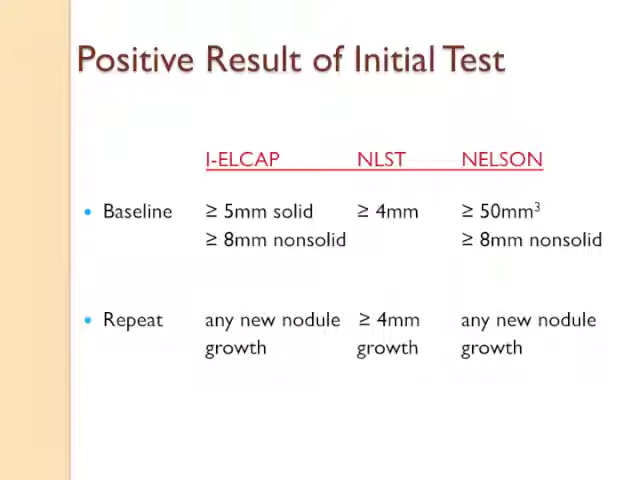 Positive Result of Initial Test
I-ELCAP NLST NELSON
• Baseline ≥ 5mm solid ≥ 4mm ≥ 50mm³
≥ 8mm nonsolid ≥ 8mm nonsolid
• Repeat any new nodule ≥ 4mm any new nodule
growth growth growth